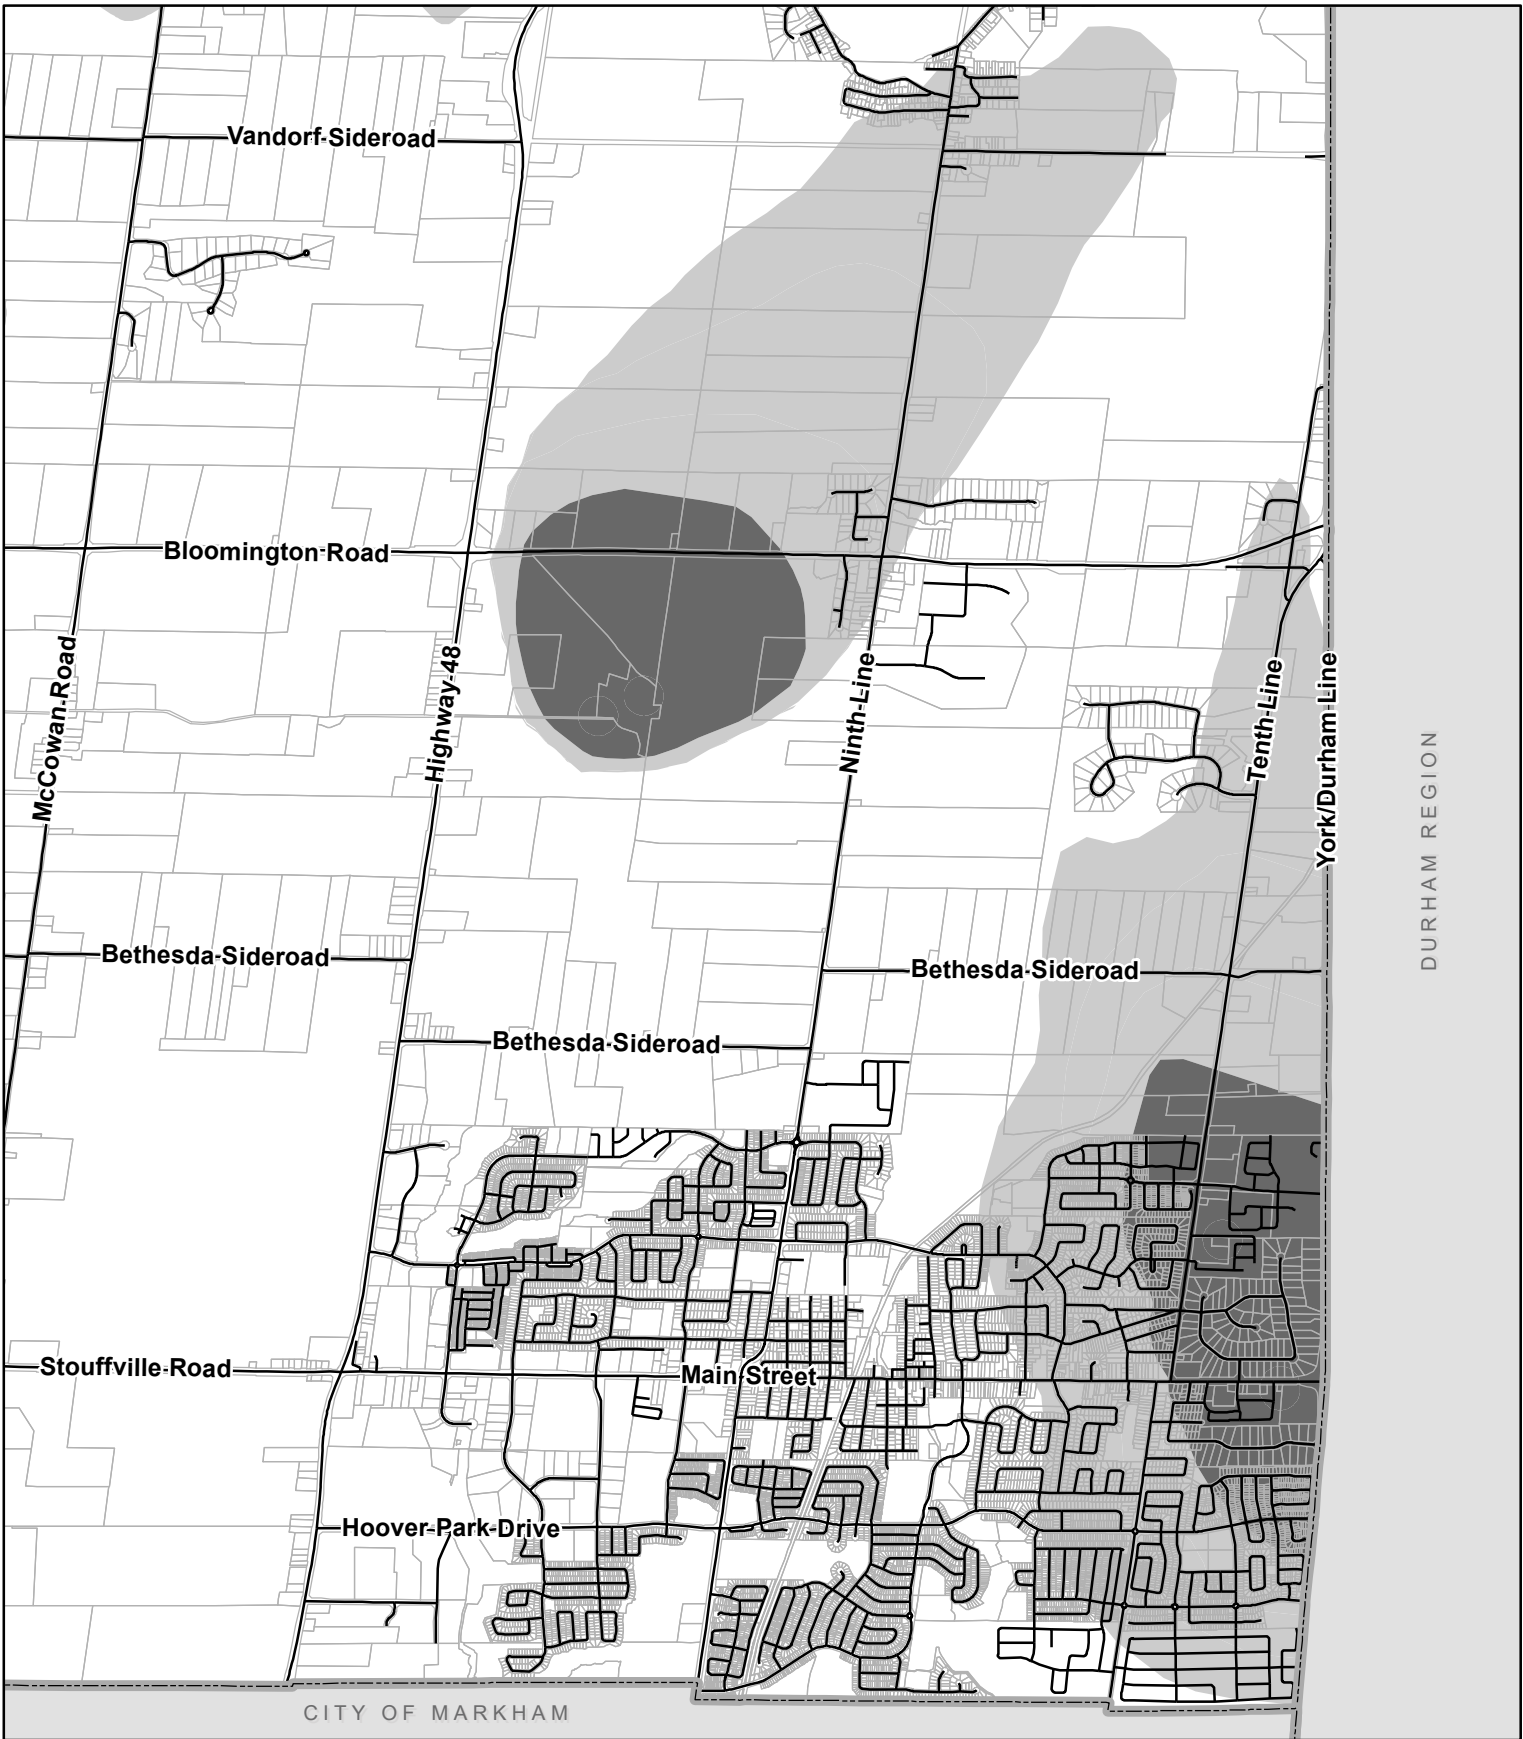 Vandorf Sideroad
Bloomington Road
McCowan Road
Highway 48
Ninth Line
Tenth Line
York/Durham Line
DURHAM REGION
Bethesda Sideroad
Bethesda Sideroad
Bethesda Sideroad
Stouffville Road
Main Street
Hoover Park Drive
CITY OF MARKHAM